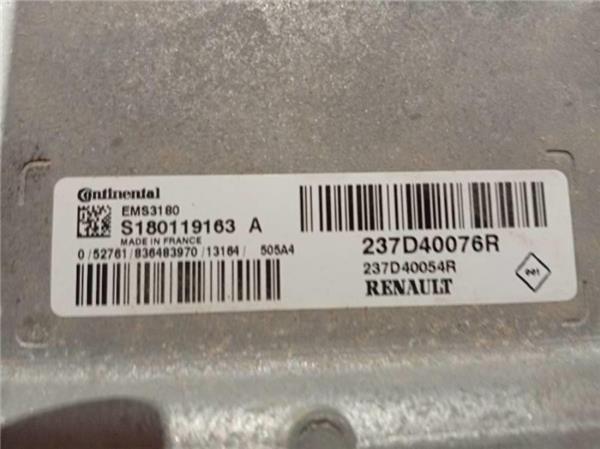 Continental
EMS3180
S180119163 A
MADE IN FRANCE
0/52761/836483970/13164/ 505A4
237D40076R
237D40054R
RENAULT